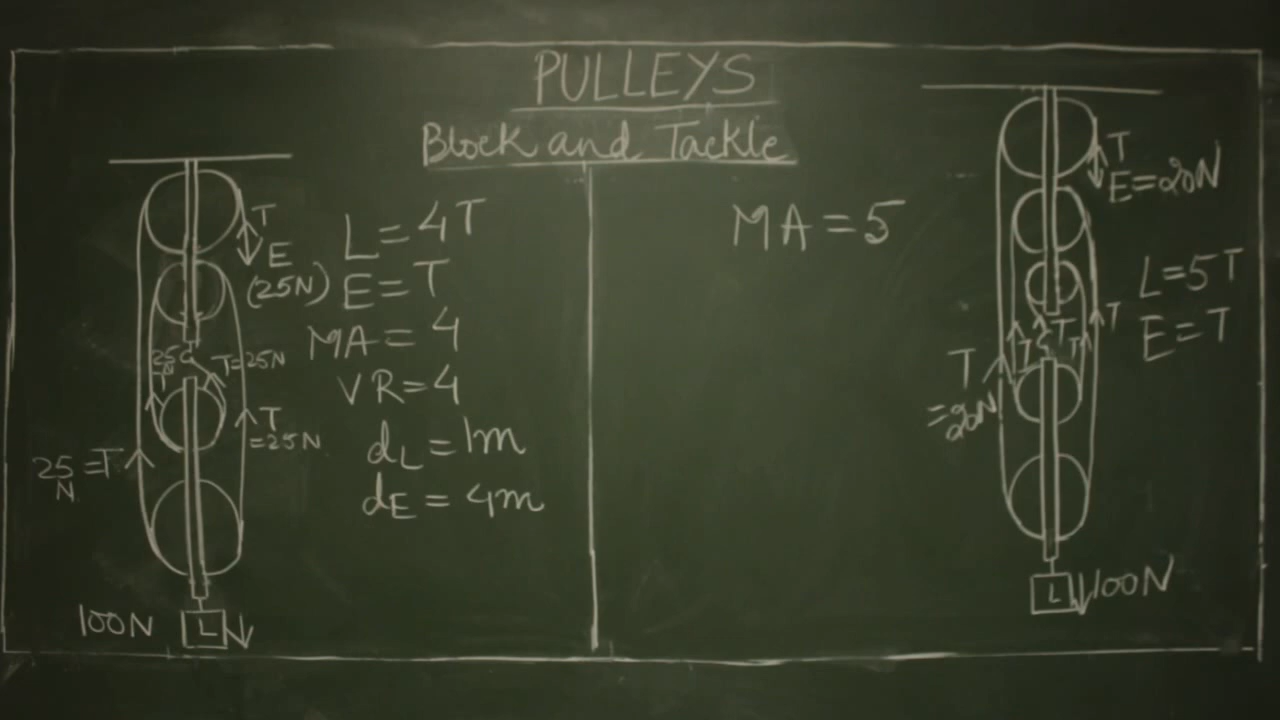 PULLEYS
Block and Tackle
T
E
(25N)
25
N
T=25N
T
T
=25N
25=T
N
100N
L
L=4T
E=T
MA=4
VR=4
dL=1m
dE=4m
MA=5
T
E=20N
L=5T
E=T
T
=20N
T
T
T
T
L
100N